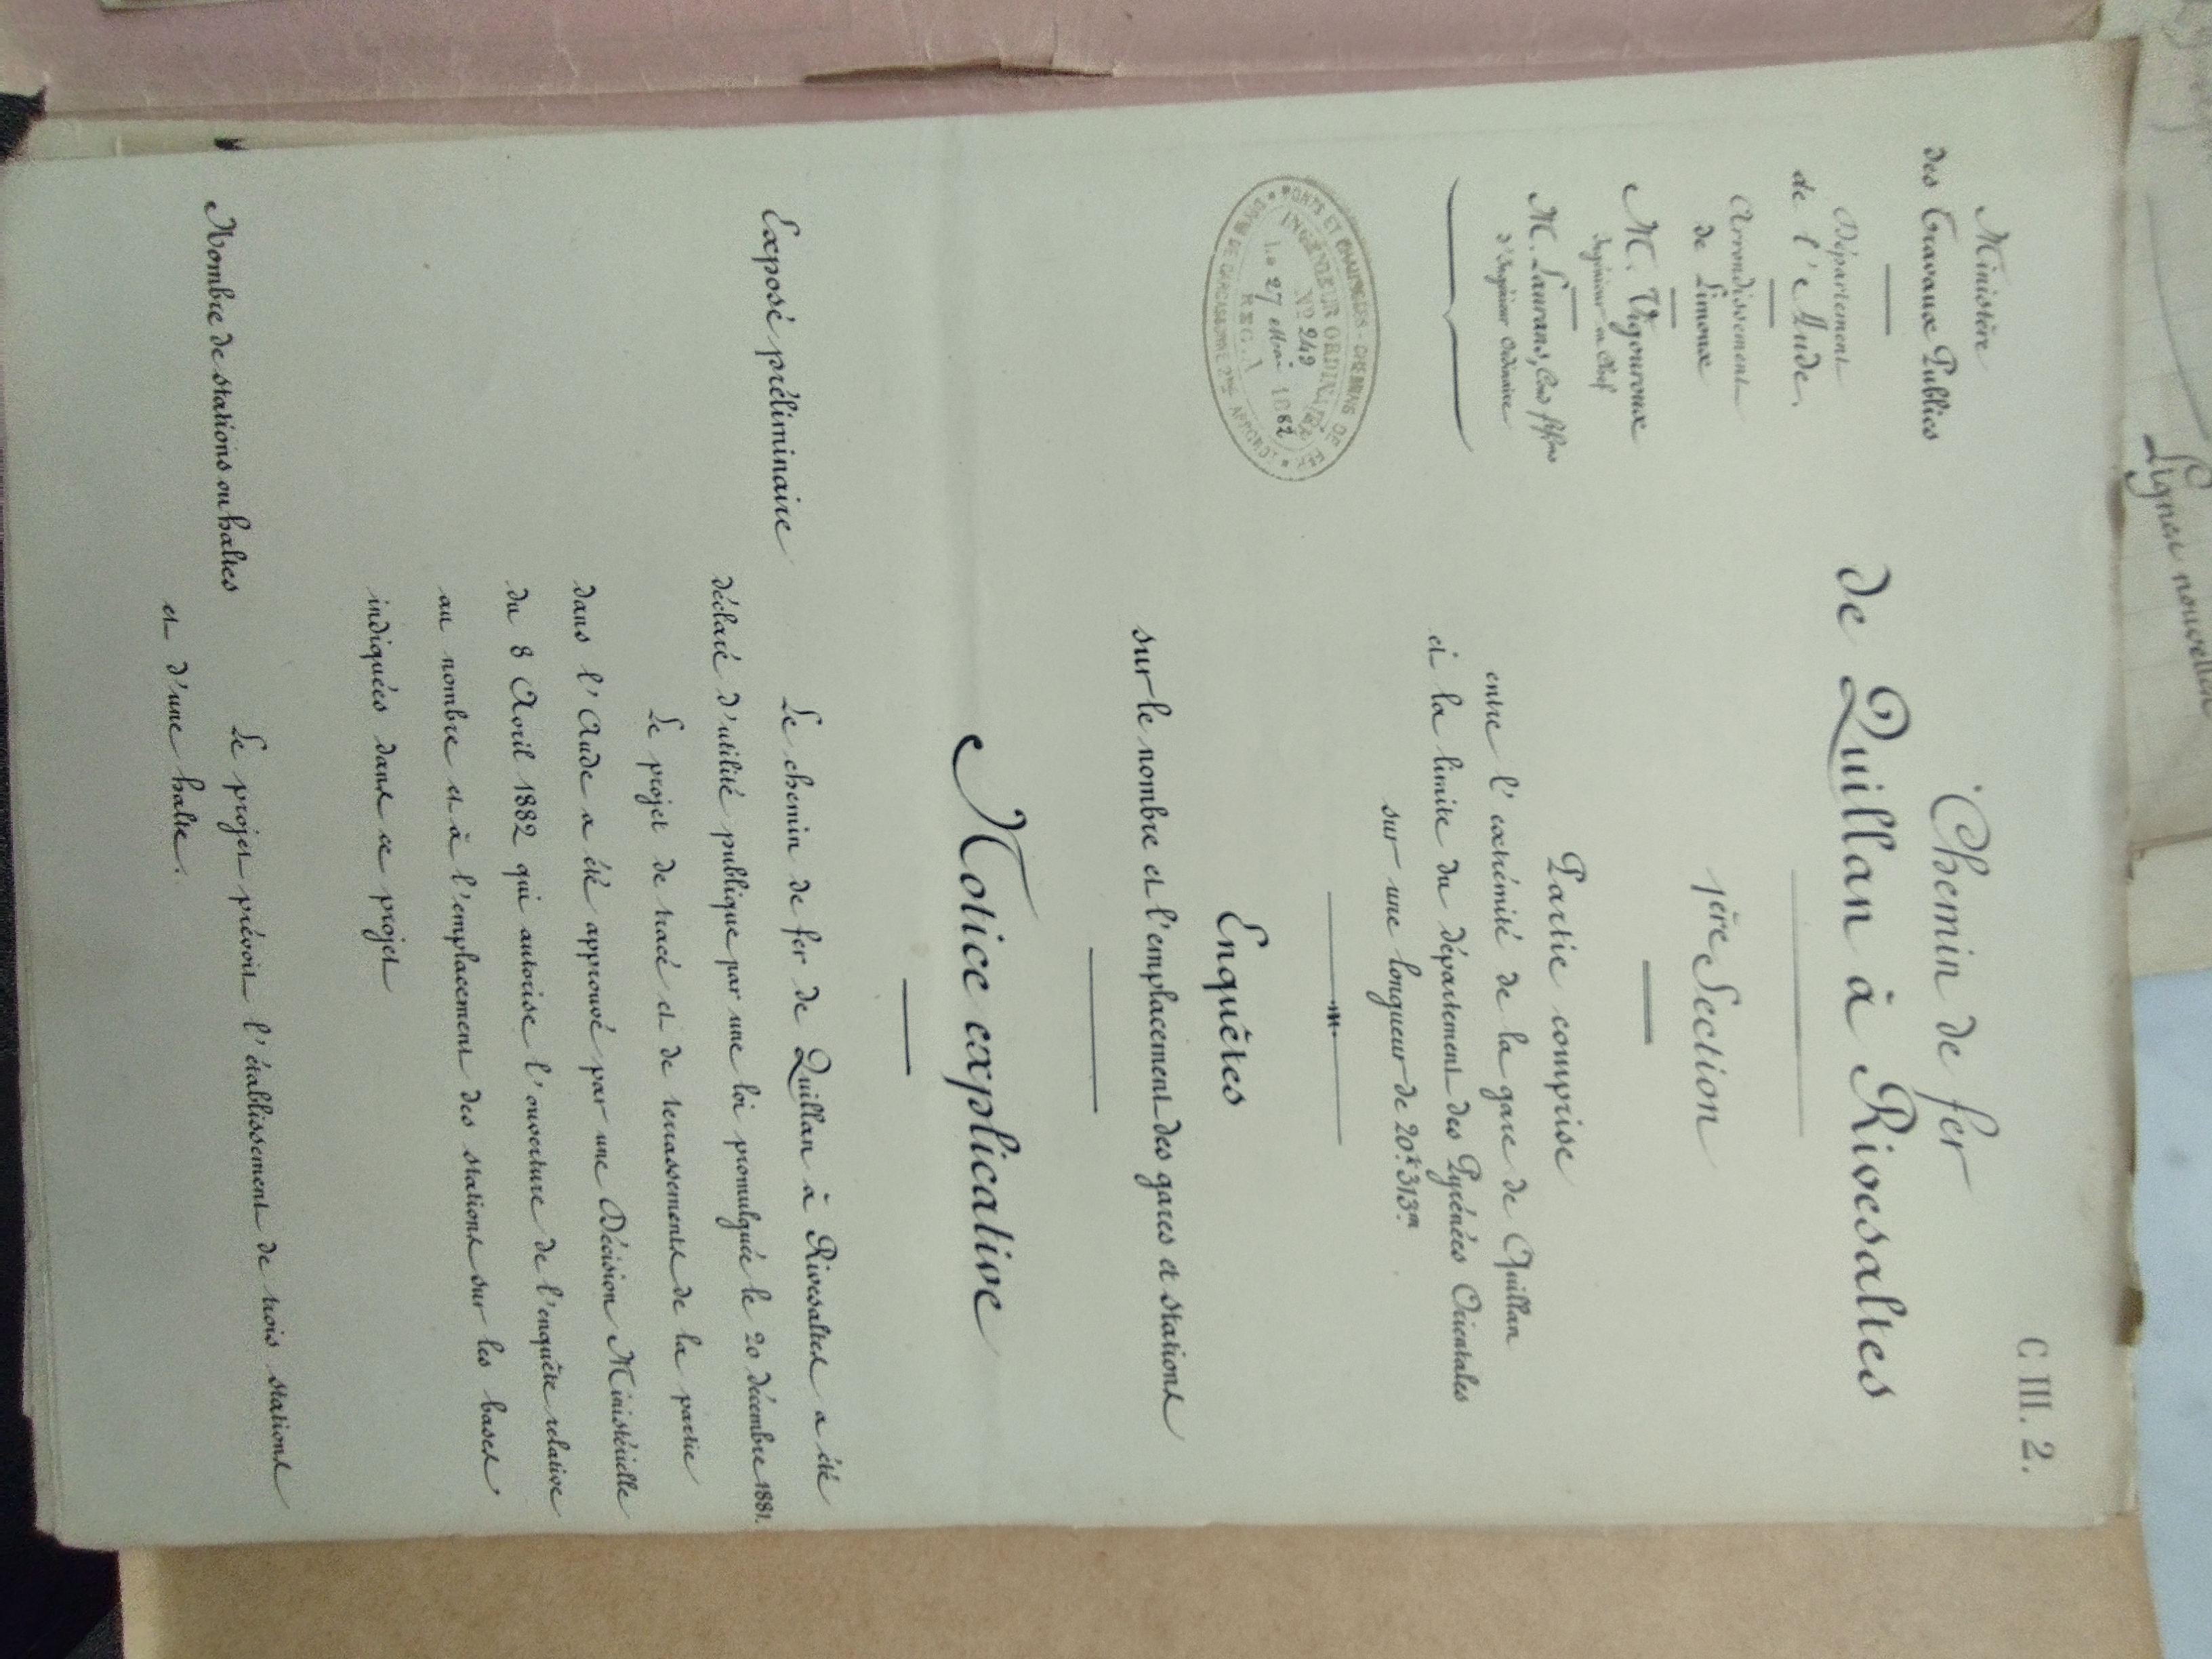 Lignes nouvelles
C III. 2.
Ministère
des Travaux Publics
Département
de l'Aude.
Arrondissement
de Limoux
M. Vigouroux
Ingénieur en Chef
M. Laurans, Cond fs fons
d'Ingénieur Ordinaire
PONTS ET CHAUSSÉES - CHEMINS DE FER
INGÉNIEUR ORDINAIRE
No 249
Le 27 Mai 1882
REG. A
DE CARCASSONNE 2me ARRONDT
Chemin de fer
de Quillan à Rivesaltes
1ère Section
Partie comprise
entre l'extrémité de la gare de Quillan
et la limite du département des Pyrénées Orientales
sur une longueur de 20k.313m.
Enquêtes
sur le nombre et l'emplacement des gares et stations
Notice explicative
Exposé préliminaire
Le chemin de fer de Quillan à Rivesaltes a été
déclaré d'utilité publique par une loi promulguée le 20 décembre 1881.
Le projet de tracé et de terrassements de la partie
dans l'Aude a été approuvé par une Décision Ministérielle
du 8 Avril 1882 qui autorise l'ouverture de l'enquête relative
au nombre et à l'emplacement des stations sur les bases
indiquées dans ce projet
Nombre de stations ou haltes
Le projet prévoit l'établissement de trois stations
et d'une halte.